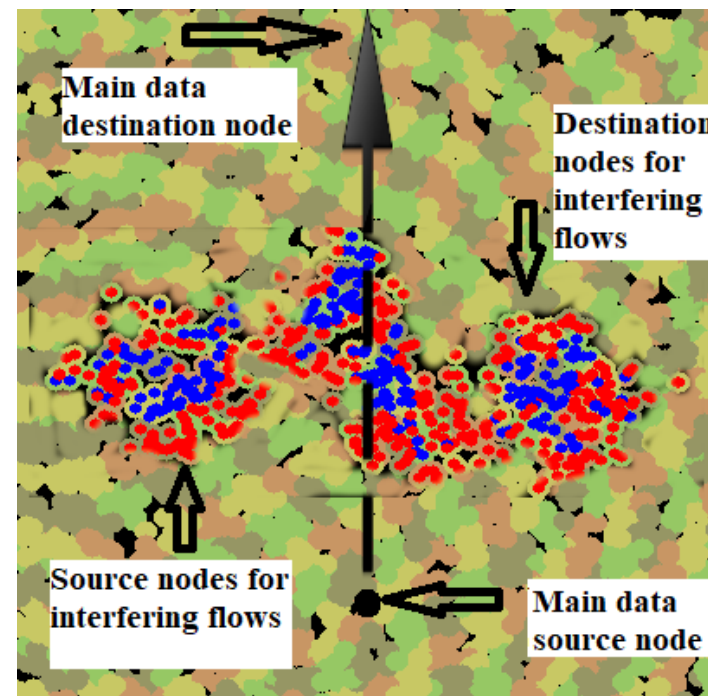 Main data
destination node
Destination
nodes for
interfering
flows
Source nodes for
interfering flows
Main data
source node